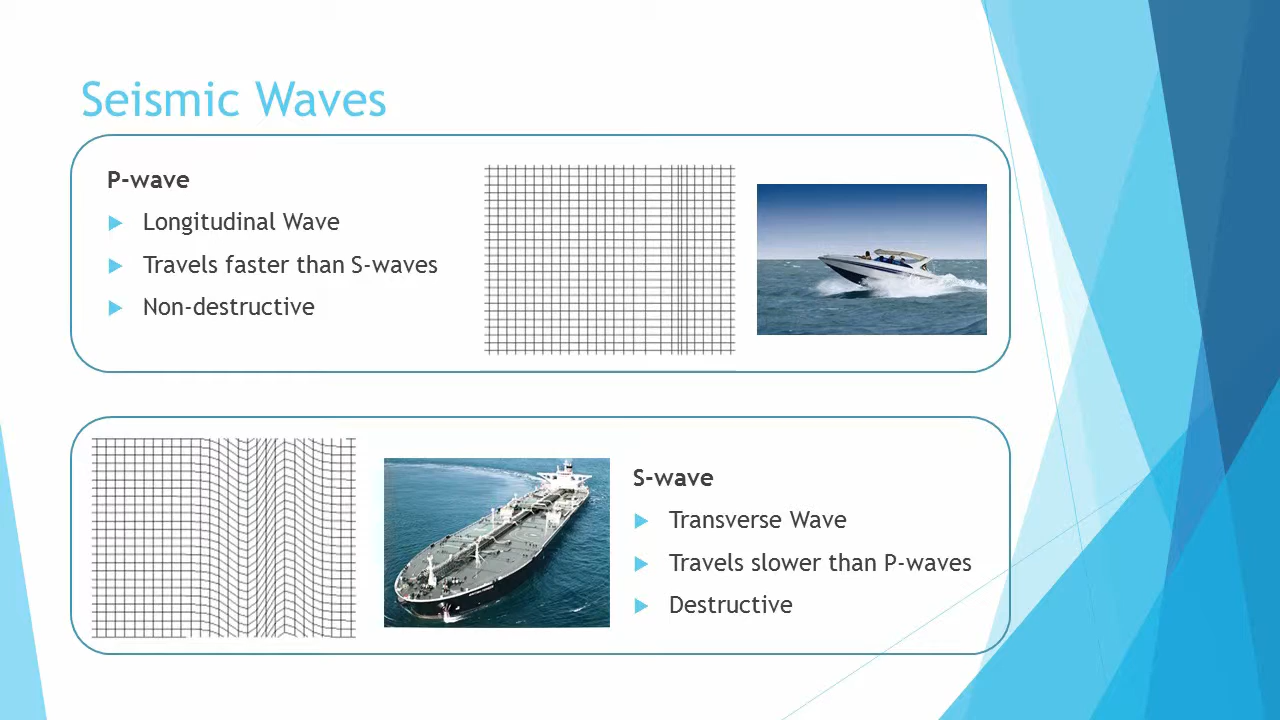 Seismic Waves
P-wave
Longitudinal Wave
Travels faster than S-waves
Non-destructive
S-wave
Transverse Wave
Travels slower than P-waves
Destructive